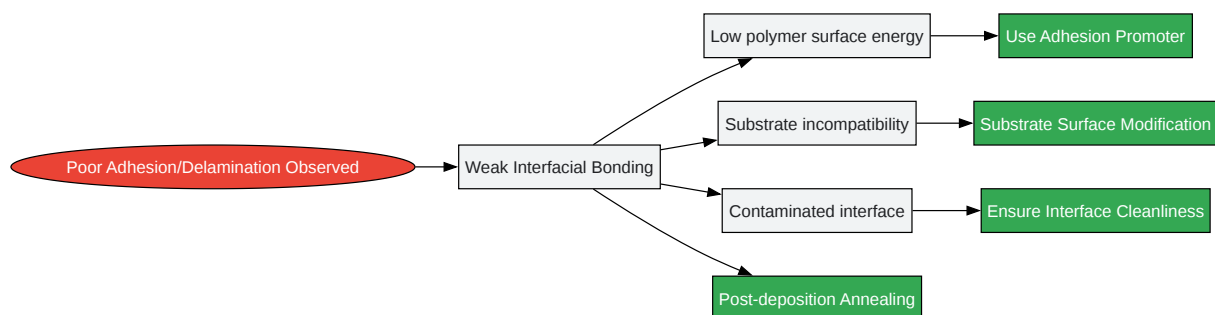 Low polymer surface energy
Use Adhesion Promoter
Substrate incompatibility
Substrate Surface Modification
Poor Adhesion/Delamination Observed
Weak Interfacial Bonding
Contaminated interface
Ensure Interface Cleanliness
Post-deposition Annealing